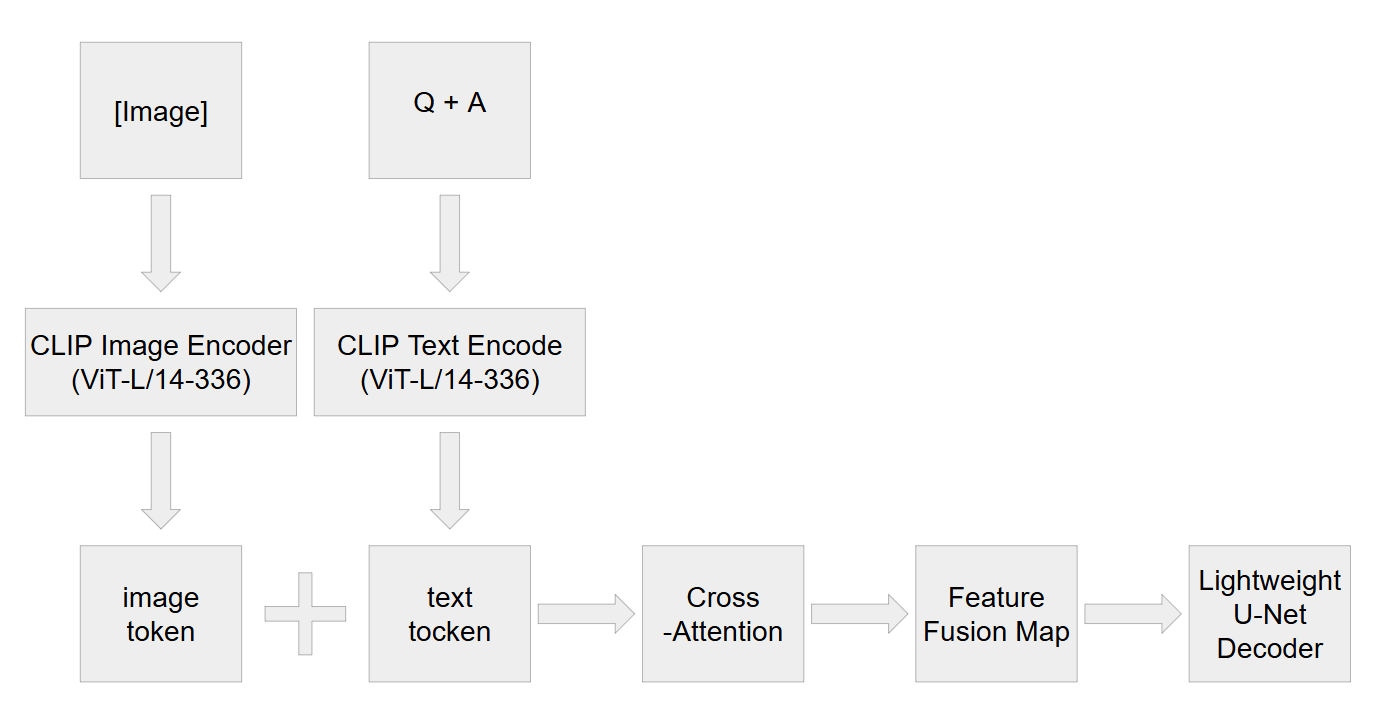 [Image]
Q + A
CLIP Image Encoder
(ViT-L/14-336)
CLIP Text Encode
(ViT-L/14-336)
image
token
text
tocken
Cross
-Attention
Feature
Fusion Map
Lightweight
U-Net
Decoder